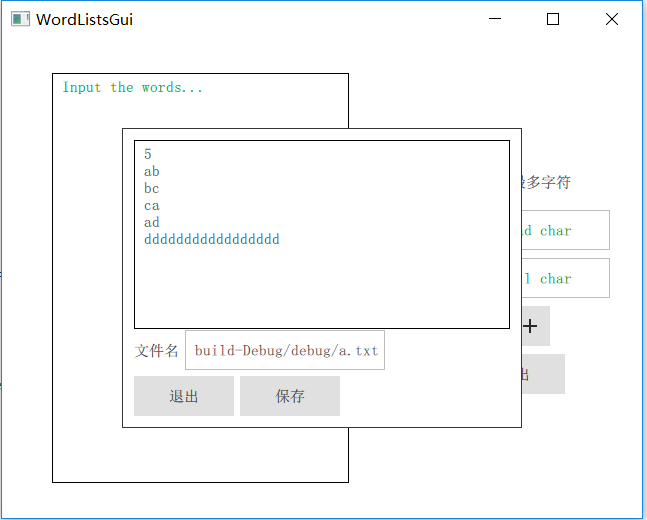 WordListsGui
Input the words...
5
ab
bc
ca
ad
ddddddddddddddddd
多字符
d char
l char
文件名 build-Debug/debug/a.txt
退出 保存
出